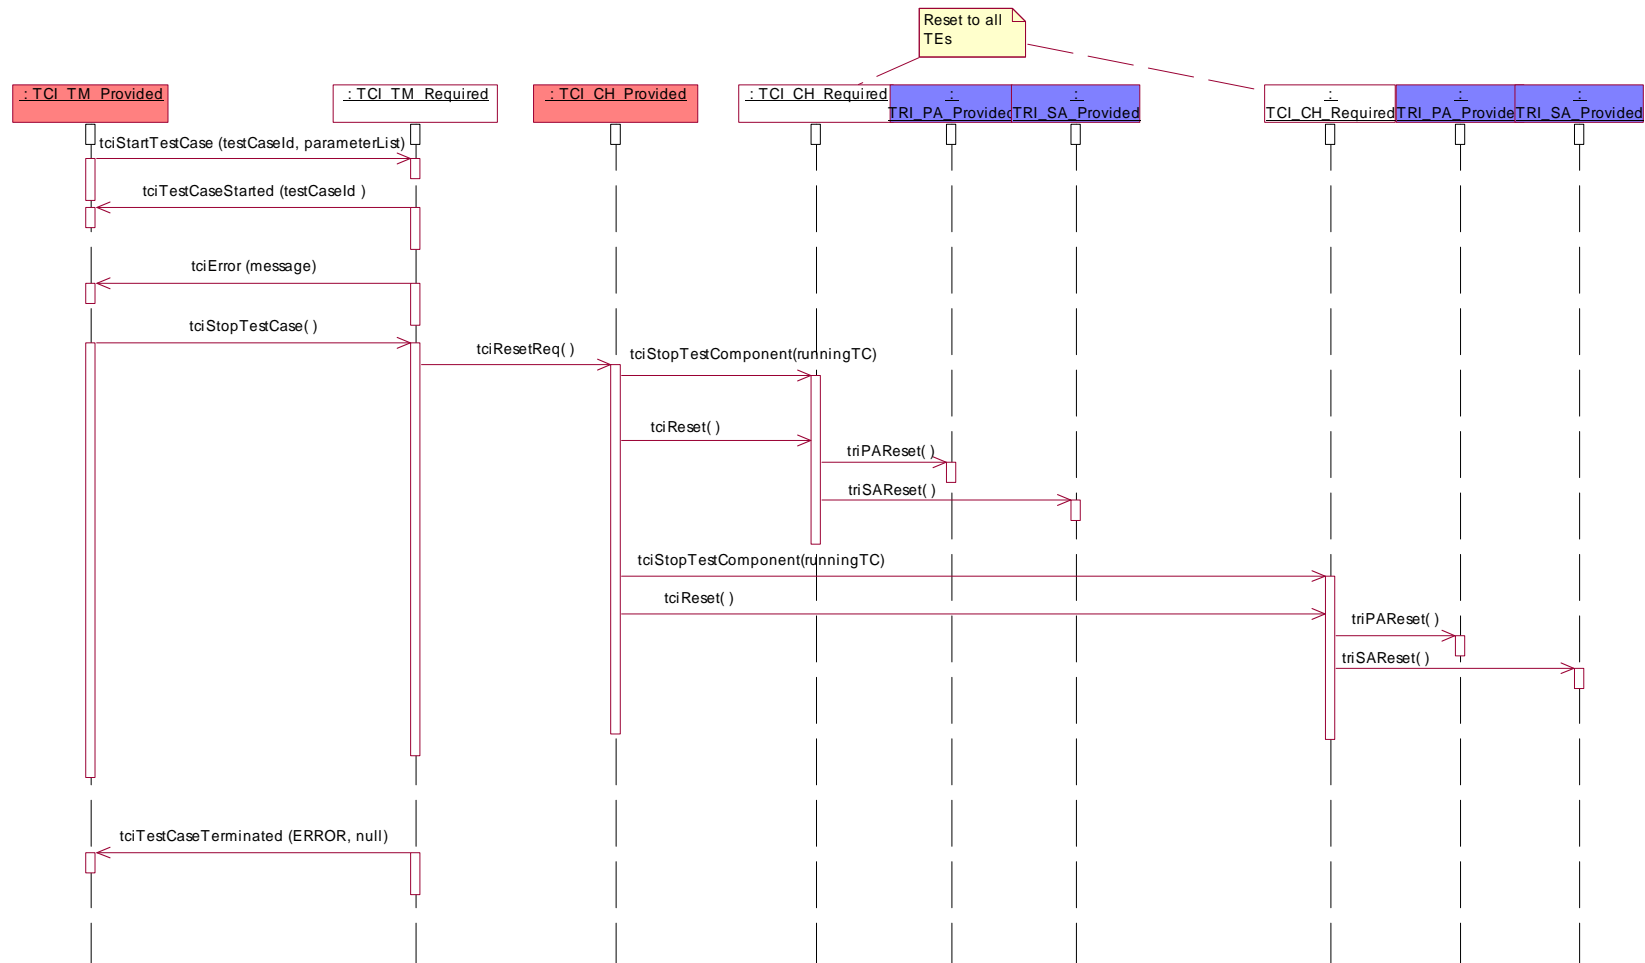 Reset to all
TEs
: TCI_TM_Provided
: TCI_TM_Required
: TCI_CH_Provided
: TCI_CH_Required
:
TRI_PA_Provided
:
TRI_SA_Provided
:
TCI_CH_Required
:
TRI_PA_Provide
:
TRI_SA_Provided
tciStartTestCase (testCaseId, parameterList)
tciTestCaseStarted (testCaseId )
tciError (message)
tciStopTestCase( )
tciResetReq( )
tciStopTestComponent(runningTC)
tciReset( )
triPAReset( )
triSAReset( )
tciStopTestComponent(runningTC)
tciReset( )
triPAReset( )
triSAReset( )
tciTestCaseTerminated (ERROR, null)